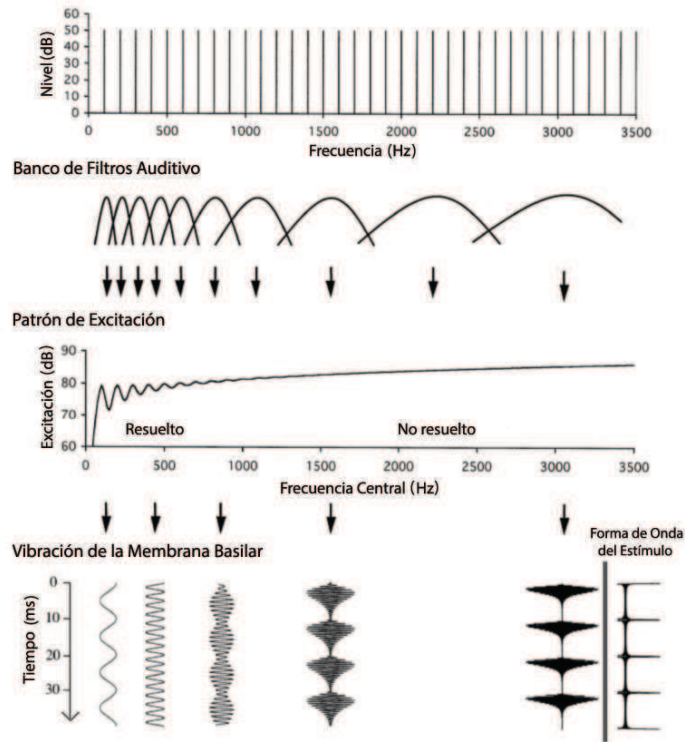 60
50
40
30
20
10
0
Nivel (dB)
0 500 1000 1500 2000 2500 3000 3500
Frecuencia (Hz)
Banco de Filtros Auditivo
Patrón de Excitación
90
80
70
60
Excitación (dB)
Resuelto No resuelto
0 500 1000 1500 2000 2500 3000 3500
Frecuencia Central (Hz)
Vibración de la Membrana Basilar
Forma de Onda
del Estímulo
0
10
20
30
Tiempo (ms)